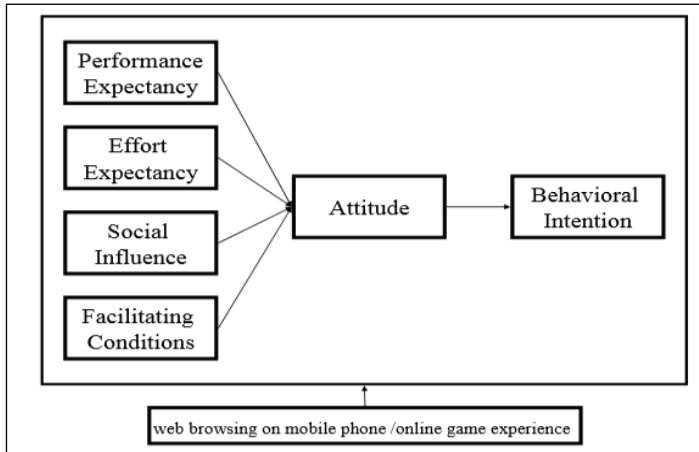 Performance
Expectancy
Effort
Expectancy
Social
Influence
Facilitating
Conditions
Attitude
Behavioral
Intention
web browsing on mobile phone /online game experience